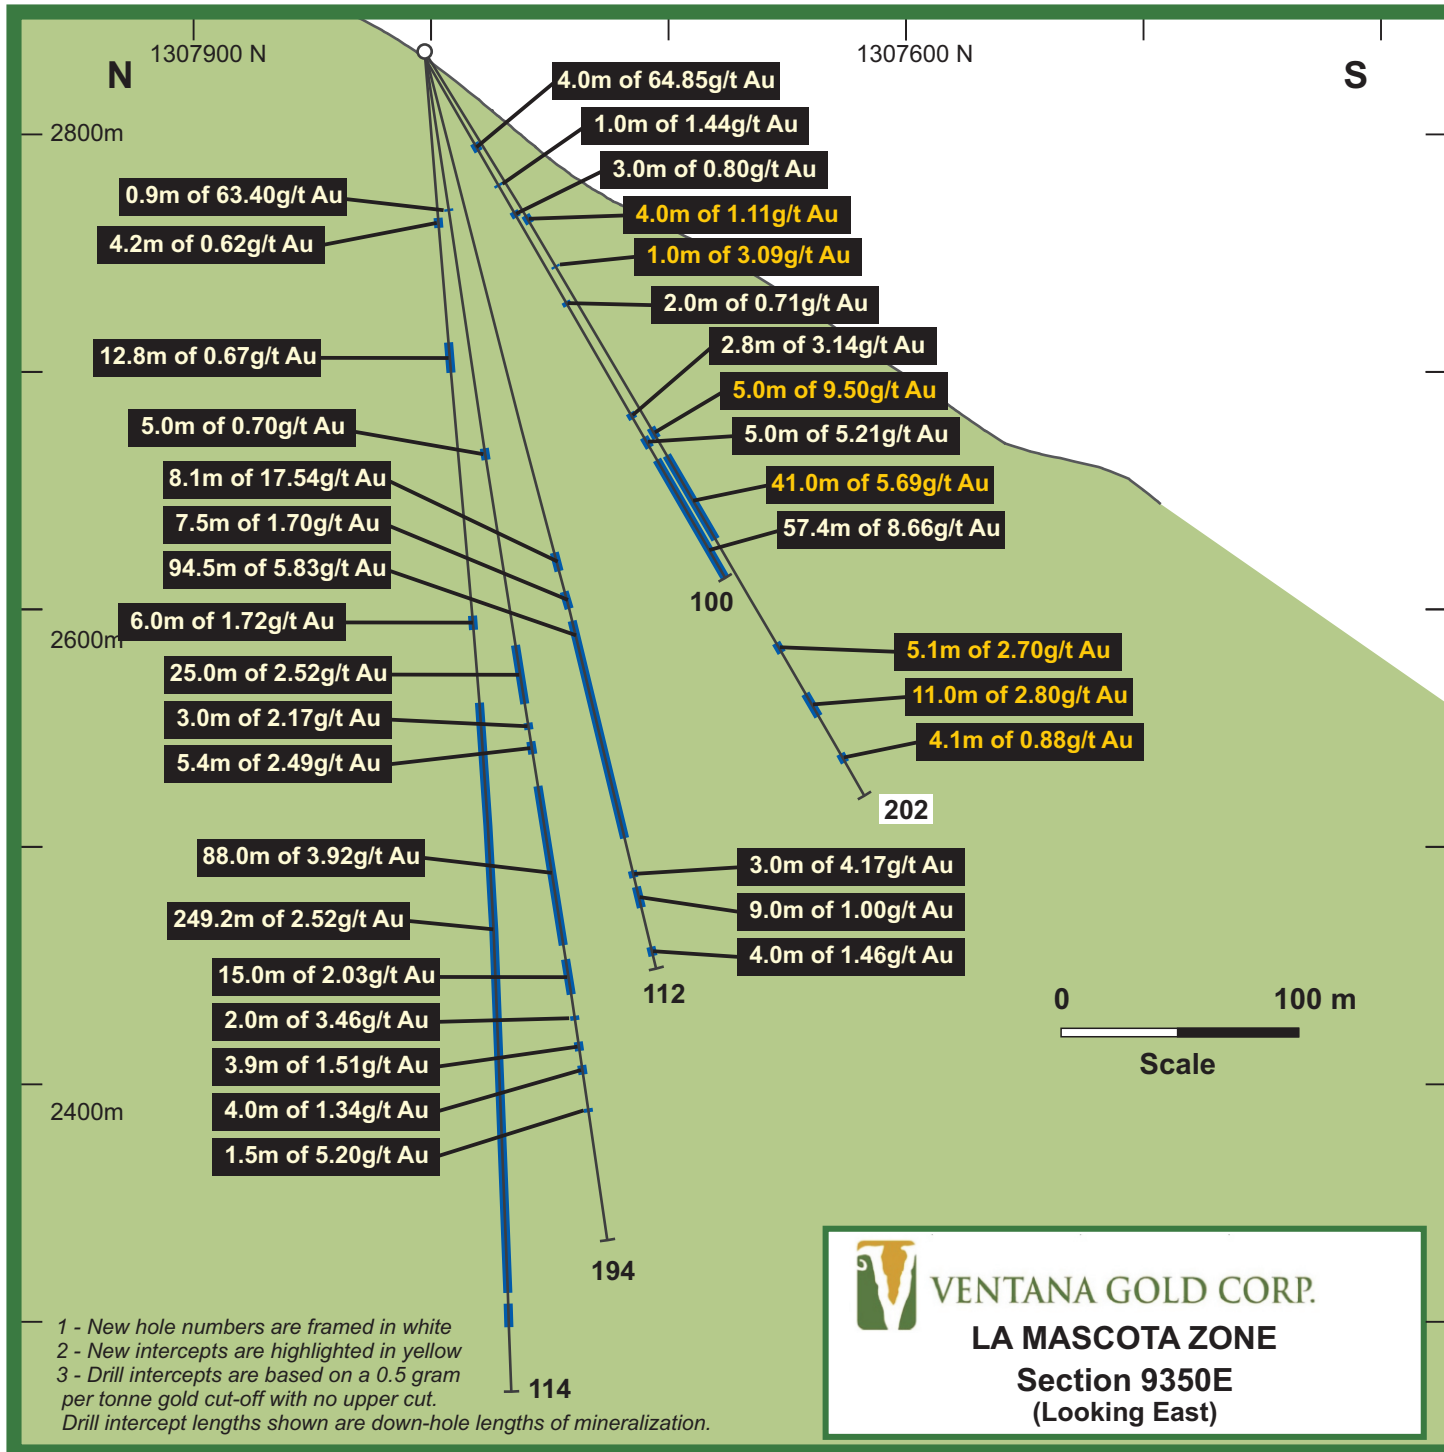 1307900 N
1307600 N
N
S
2800m
2600m
2400m
4.0m of 64.85g/t Au
1.0m of 1.44g/t Au
3.0m of 0.80g/t Au
4.0m of 1.11g/t Au
1.0m of 3.09g/t Au
2.0m of 0.71g/t Au
2.8m of 3.14g/t Au
5.0m of 9.50g/t Au
5.0m of 5.21g/t Au
41.0m of 5.69g/t Au
57.4m of 8.66g/t Au
100
5.1m of 2.70g/t Au
11.0m of 2.80g/t Au
4.1m of 0.88g/t Au
202
0.9m of 63.40g/t Au
4.2m of 0.62g/t Au
12.8m of 0.67g/t Au
5.0m of 0.70g/t Au
8.1m of 17.54g/t Au
7.5m of 1.70g/t Au
94.5m of 5.83g/t Au
6.0m of 1.72g/t Au
25.0m of 2.52g/t Au
3.0m of 2.17g/t Au
5.4m of 2.49g/t Au
88.0m of 3.92g/t Au
249.2m of 2.52g/t Au
15.0m of 2.03g/t Au
2.0m of 3.46g/t Au
3.9m of 1.51g/t Au
4.0m of 1.34g/t Au
1.5m of 5.20g/t Au
3.0m of 4.17g/t Au
9.0m of 1.00g/t Au
4.0m of 1.46g/t Au
112
194
114
0 100 m
Scale
1 - New hole numbers are framed in white
2 - New intercepts are highlighted in yellow
3 - Drill intercepts are based on a 0.5 gram
per tonne gold cut-off with no upper cut.
Drill intercept lengths shown are down-hole lengths of mineralization.
VENTANA GOLD CORP.
LA MASCOTA ZONE
Section 9350E
(Looking East)